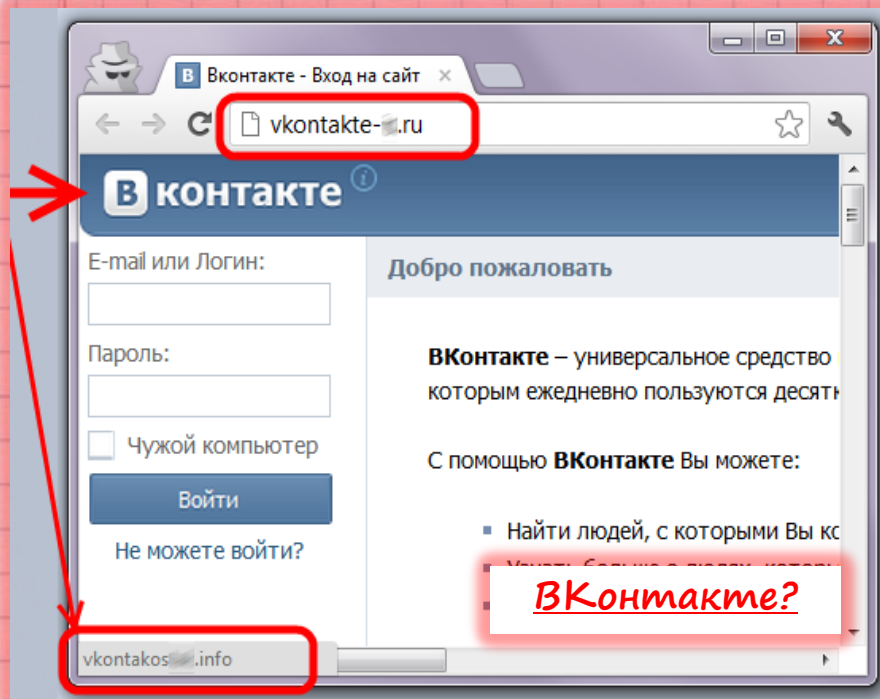 Вконтакте - Вход на сайт
vkontakte- .ru
В контакте
E-mail или Логин:
Пароль:
Чужой компьютер
Войти
Не можете войти?
Добро пожаловать
ВКонтакте – универсальное средство
которым ежедневно пользуются десятк
С помощью ВКонтакте Вы можете:
Найти людей, с которыми Вы ко
ВКонтакте?
vkontakos .info